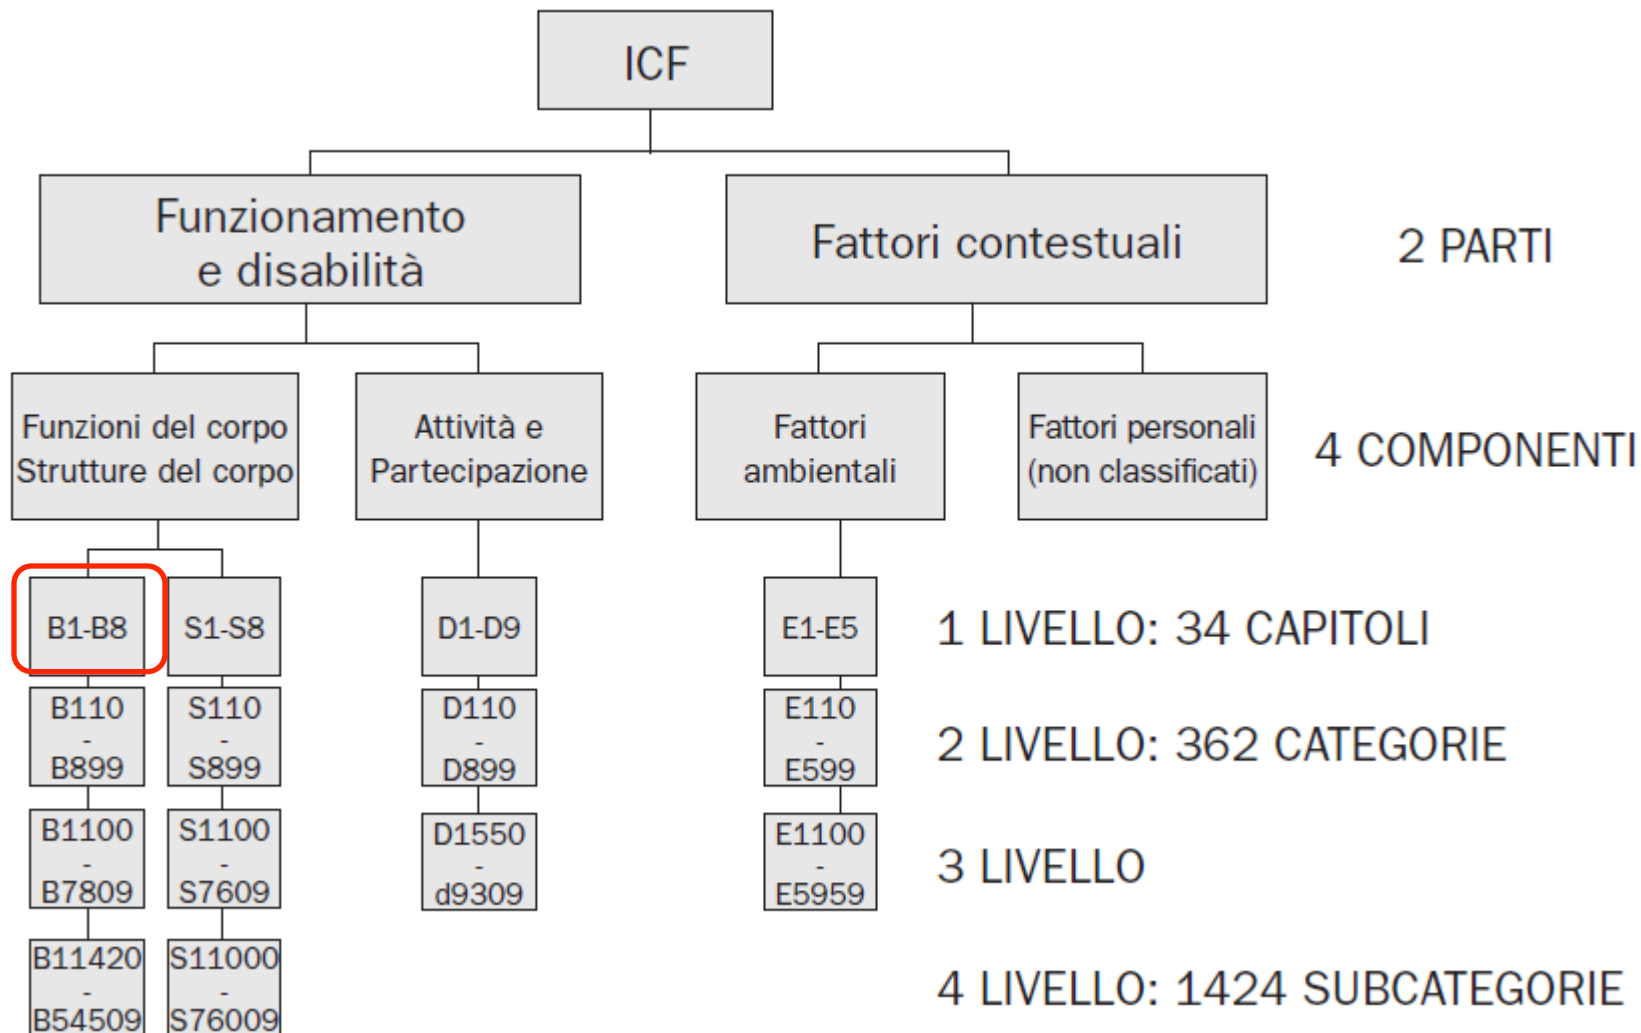 ICF
Funzionamento
e disabilità
Fattori contestuali
2 PARTI
Funzioni del corpo
Strutture del corpo
Attività e
Partecipazione
Fattori
ambientali
Fattori personali
(non classificati)
4 COMPONENTI
B1-B8
S1-S8
D1-D9
E1-E5
1 LIVELLO: 34 CAPITOLI
B110
-
B899
S110
-
S899
D110
-
D899
E110
-
E599
2 LIVELLO: 362 CATEGORIE
B1100
-
B7809
S1100
-
S7609
D1550
-
d9309
E1100
-
E5959
3 LIVELLO
B11420
-
B54509
S11000
-
S76009
4 LIVELLO: 1424 SUBCATEGORIE